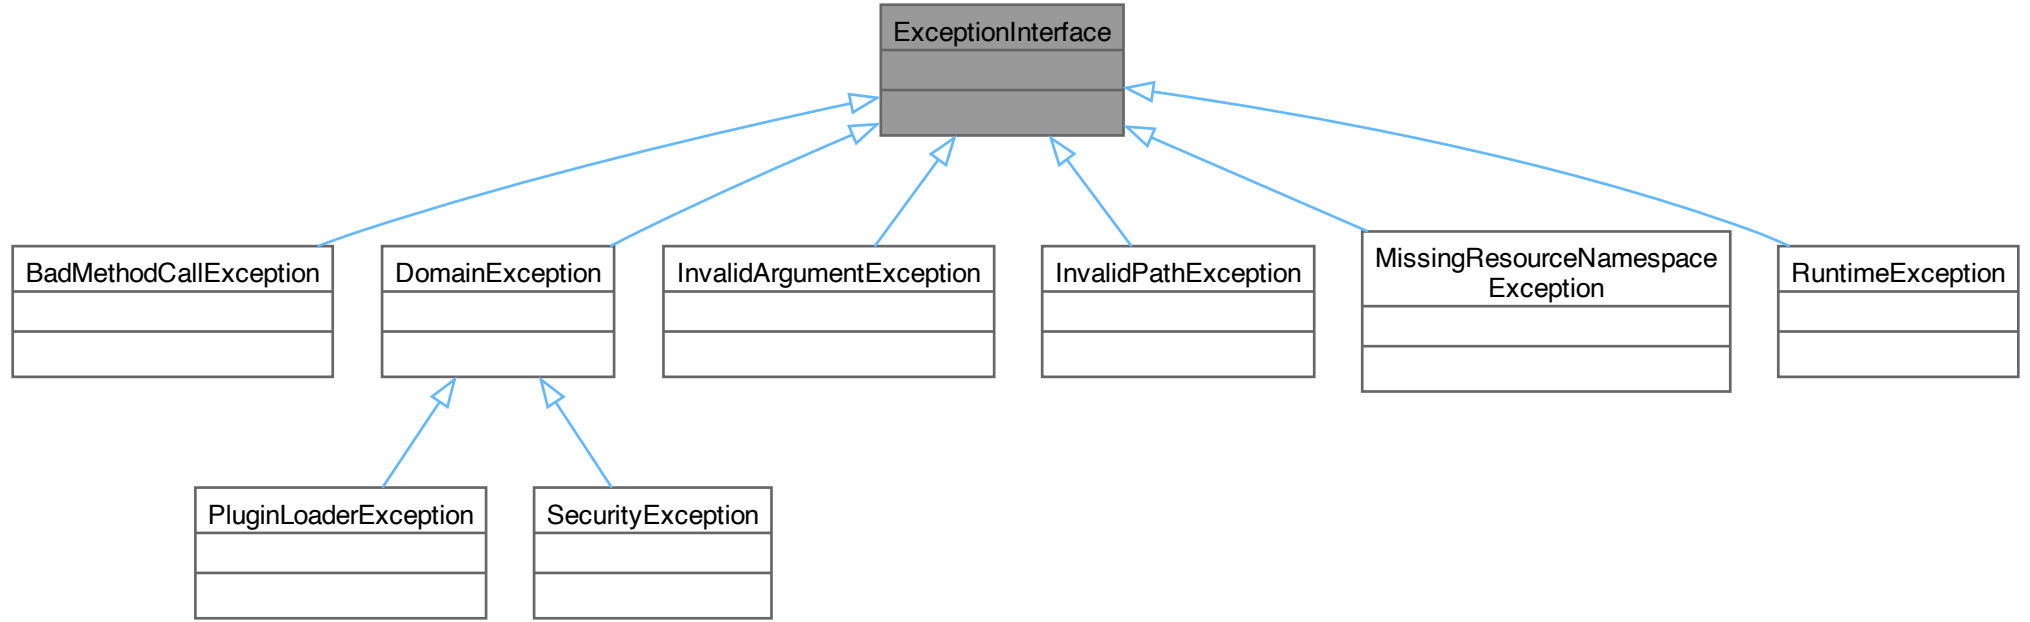 ExceptionInterface
BadMethodCallException
DomainException
InvalidArgumentException
InvalidPathException
MissingResourceNamespace
Exception
RuntimeException
PluginLoaderException
SecurityException